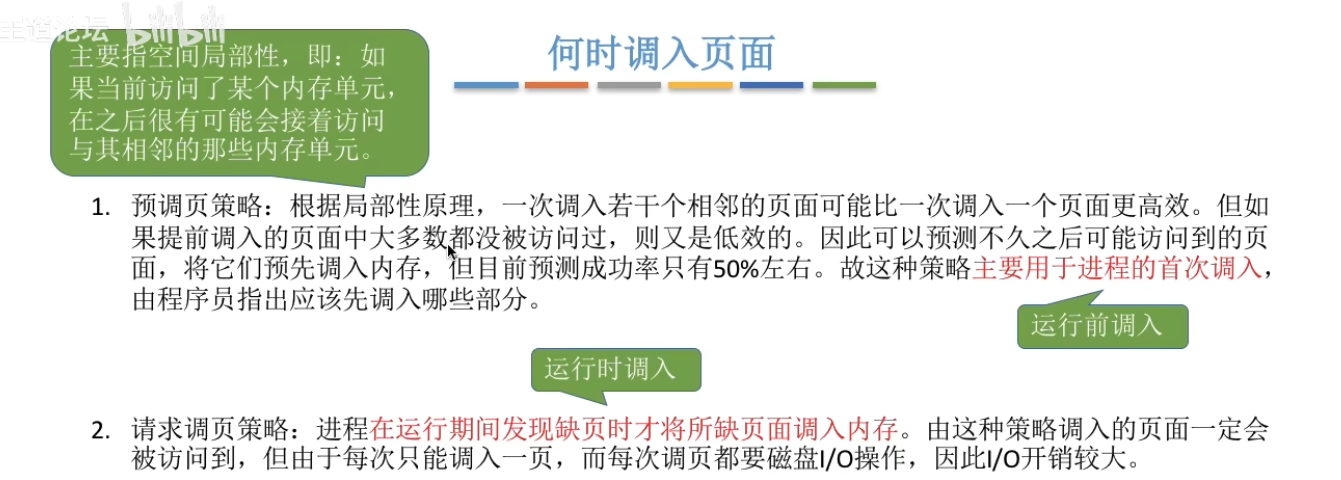 王道论坛 bilibili
主要指空间局部性，即：如
果当前访问了某个内存单元，
在之后很有可能会接着访问
与其相邻的那些内存单元。
何时调入页面
1. 预调页策略：根据局部性原理，一次调入若干个相邻的页面可能比一次调入一个页面更高效。但如
果提前调入的页面中大多数都没被访问过，则又是低效的。因此可以预测不久之后可能访问到的页
面，将它们预先调入内存，但目前预测成功率只有50%左右。故这种策略主要用于进程的首次调入，
由程序员指出应该先调入哪些部分。
运行前调入
运行时调入
2. 请求调页策略：进程在运行期间发现缺页时才将所缺页面调入内存。由这种策略调入的页面一定会
被访问到，但由于每次只能调入一页，而每次调页都要磁盘I/O操作，因此I/O开销较大。